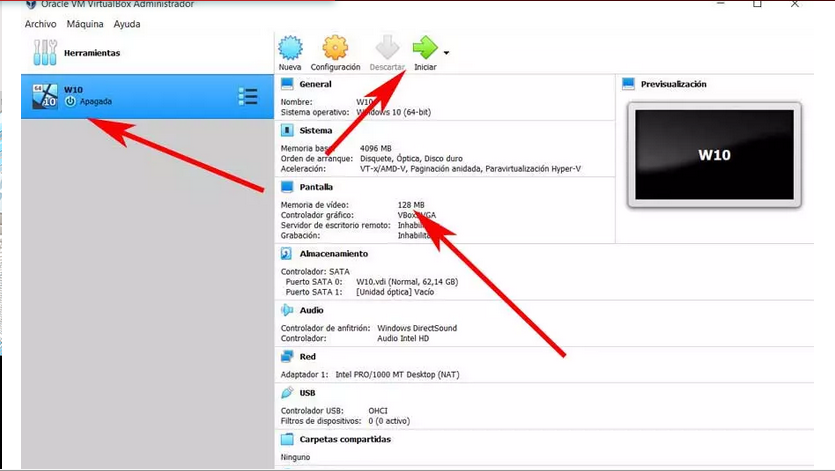 Oracle VM VirtualBox Administrador
Archivo Máquina Ayuda
Herramientas
W10
Apagada
64
10
Nueva Configuración Descartar Iniciar
General
Nombre: W10
Sistema operativo: Windows 10 (64-bit)
Sistema
Memoria base: 4096 MB
Orden de arranque: Disquete, Óptica, Disco duro
Aceleración: VT-x/AMD-V, Paginación anidada, Paravirtualización Hyper-V
Pantalla
Memoria de vídeo: 128 MB
Controlador gráfico:
Servidor de escritorio remoto:
Grabación:
Almacenamiento
Controlador: SATA
Puerto SATA 0: W10.vdi (Normal, 62,14 GB)
Puerto SATA 1: [Unidad óptica] Vacío
Audio
Controlador de anfitrión: Windows DirectSound
Controlador: Audio Intel HD
Red
Adaptador 1: Intel PRO/1000 MT Desktop (NAT)
USB
Controlador USB: OHCI
Filtros de dispositivos: 0 (0 activo)
Carpetas compartidas
Ninguno
Previsualización
W10